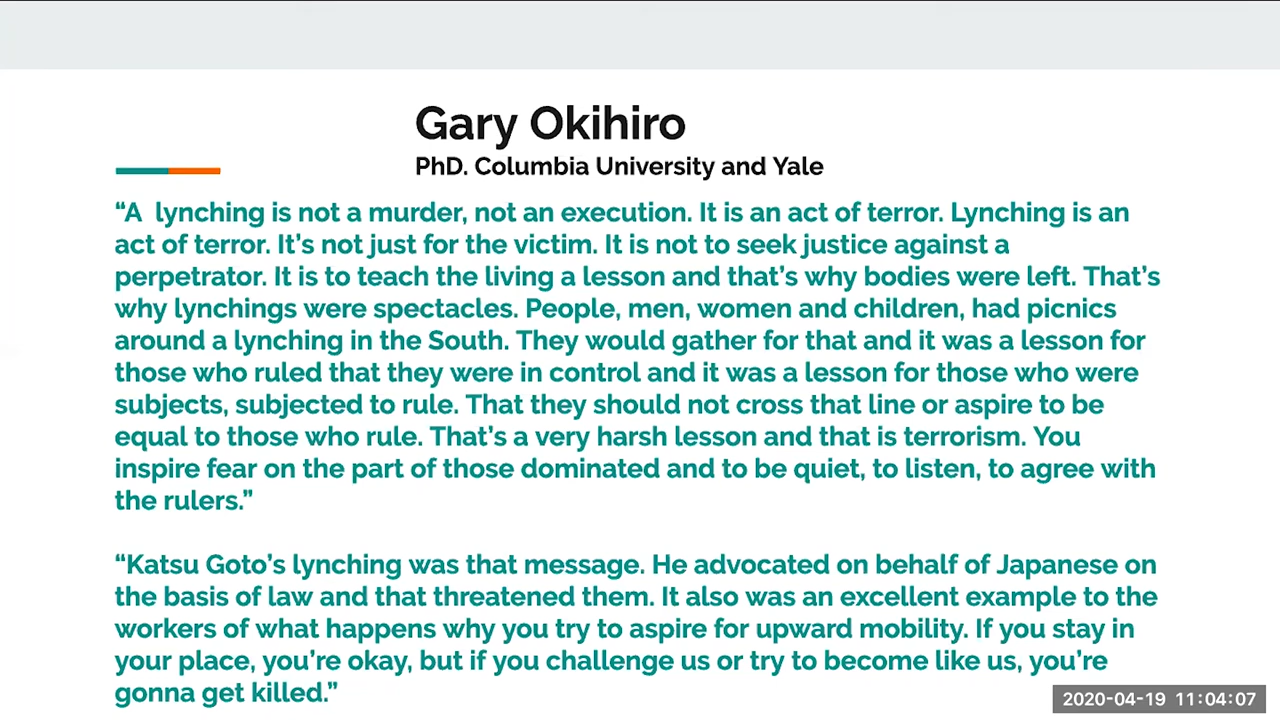 Gary Okihiro
PhD. Columbia University and Yale
“A  lynching is not a murder, not an execution. It is an act of terror. Lynching is an
act of terror. It’s not just for the victim. It is not to seek justice against a
perpetrator. It is to teach the living a lesson and that’s why bodies were left. That’s
why lynchings were spectacles. People, men, women and children, had picnics
around a lynching in the South. They would gather for that and it was a lesson for
those who ruled that they were in control and it was a lesson for those who were
subjects, subjected to rule. That they should not cross that line or aspire to be
equal to those who rule. That’s a very harsh lesson and that is terrorism. You
inspire fear on the part of those dominated and to be quiet, to listen, to agree with
the rulers.”
“Katsu Goto’s lynching was that message. He advocated on behalf of Japanese on
the basis of law and that threatened them. It also was an excellent example to the
workers of what happens why you try to aspire for upward mobility. If you stay in
your place, you’re okay, but if you challenge us or try to become like us, you’re
gonna get killed.”
2020-04-19 11:04:07